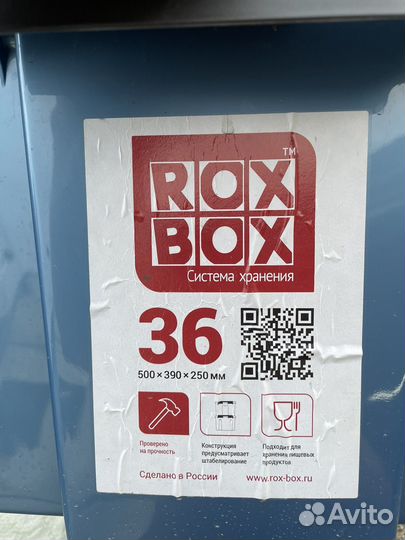 ROX™
BOX
Система хранения
36
500×390×250 мм
Проверено
на прочность
Конструкция
предусматривает
штабелирование
Подходит для
хранения пищевых
продуктов
Сделано в России
www.rox-box.ru
Avito